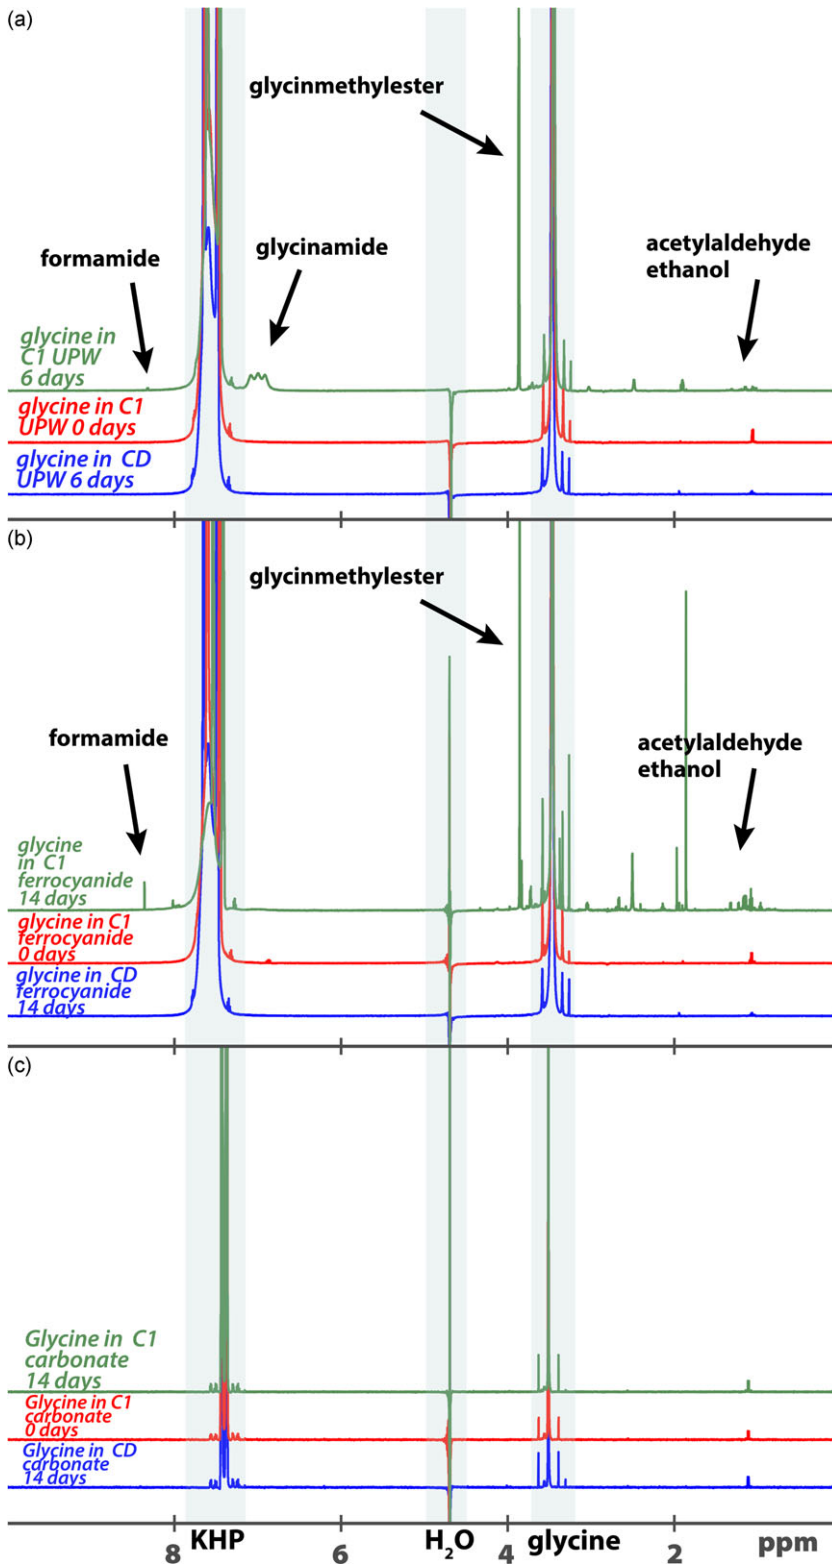 (a)
glycinmethylester
formamide
glycinamide
acetylaldehyde
ethanol
glycine in
C1 UPW
6 days
glycine in C1
UPW 0 days
glycine in CD
UPW 6 days
(b)
glycinmethylester
formamide
acetylaldehyde
ethanol
glycine
in C1
ferrocyanide
14 days
glycine in C1
ferrocyanide
0 days
glycine in CD
ferrocyanide
14 days
(c)
Glycine in C1
carbonate
14 days
Glycine in C1
carbonate
0 days
Glycine in CD
carbonate
14 days
8 KHP 6 H2O 4 glycine 2 ppm